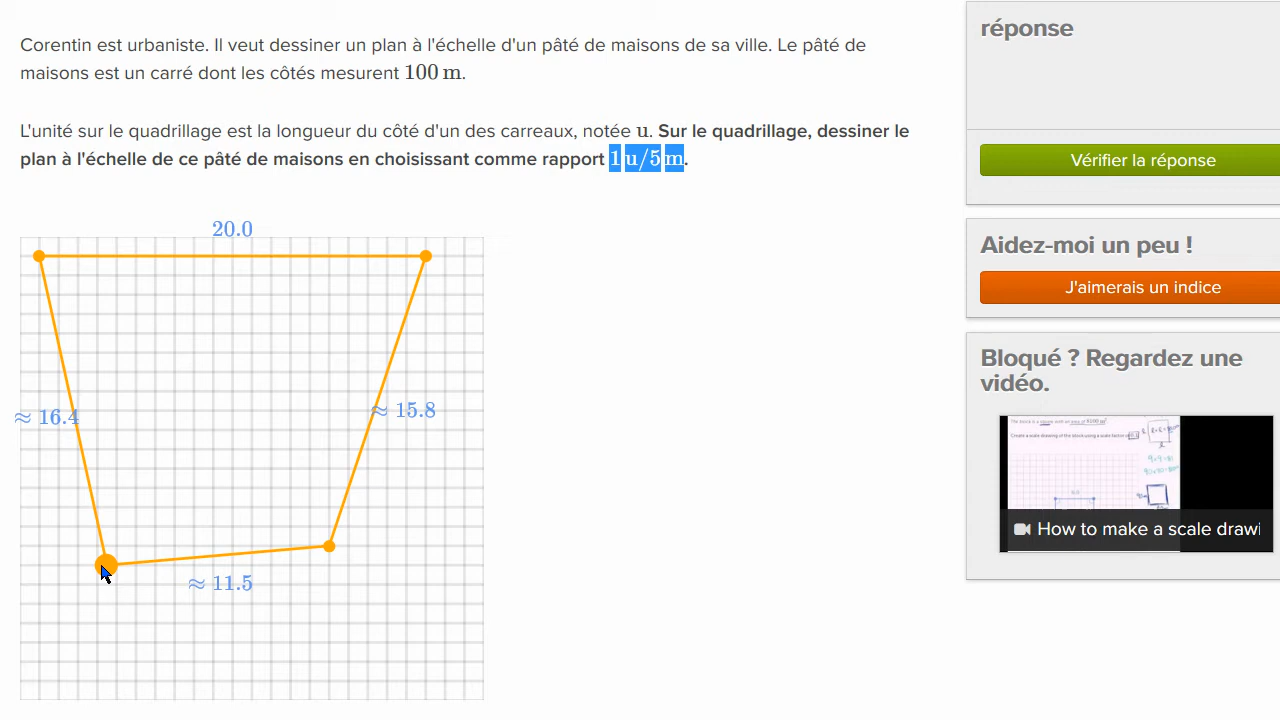 Corentin est urbaniste. Il veut dessiner un plan à l'échelle d'un pâté de maisons de sa ville. Le pâté de
maisons est un carré dont les côtés mesurent 100 m.
L'unité sur le quadrillage est la longueur du côté d'un des carreaux, notée u. Sur le quadrillage, dessiner le
plan à l'échelle de ce pâté de maisons en choisissant comme rapport 1 u/5 m.
20.0
≈ 16.4
≈ 15.8
≈ 11.5
réponse
Vérifier la réponse
Aidez-moi un peu !
J'aimerais un indice
Bloqué ? Regardez une
vidéo.
How to make a scale drawi